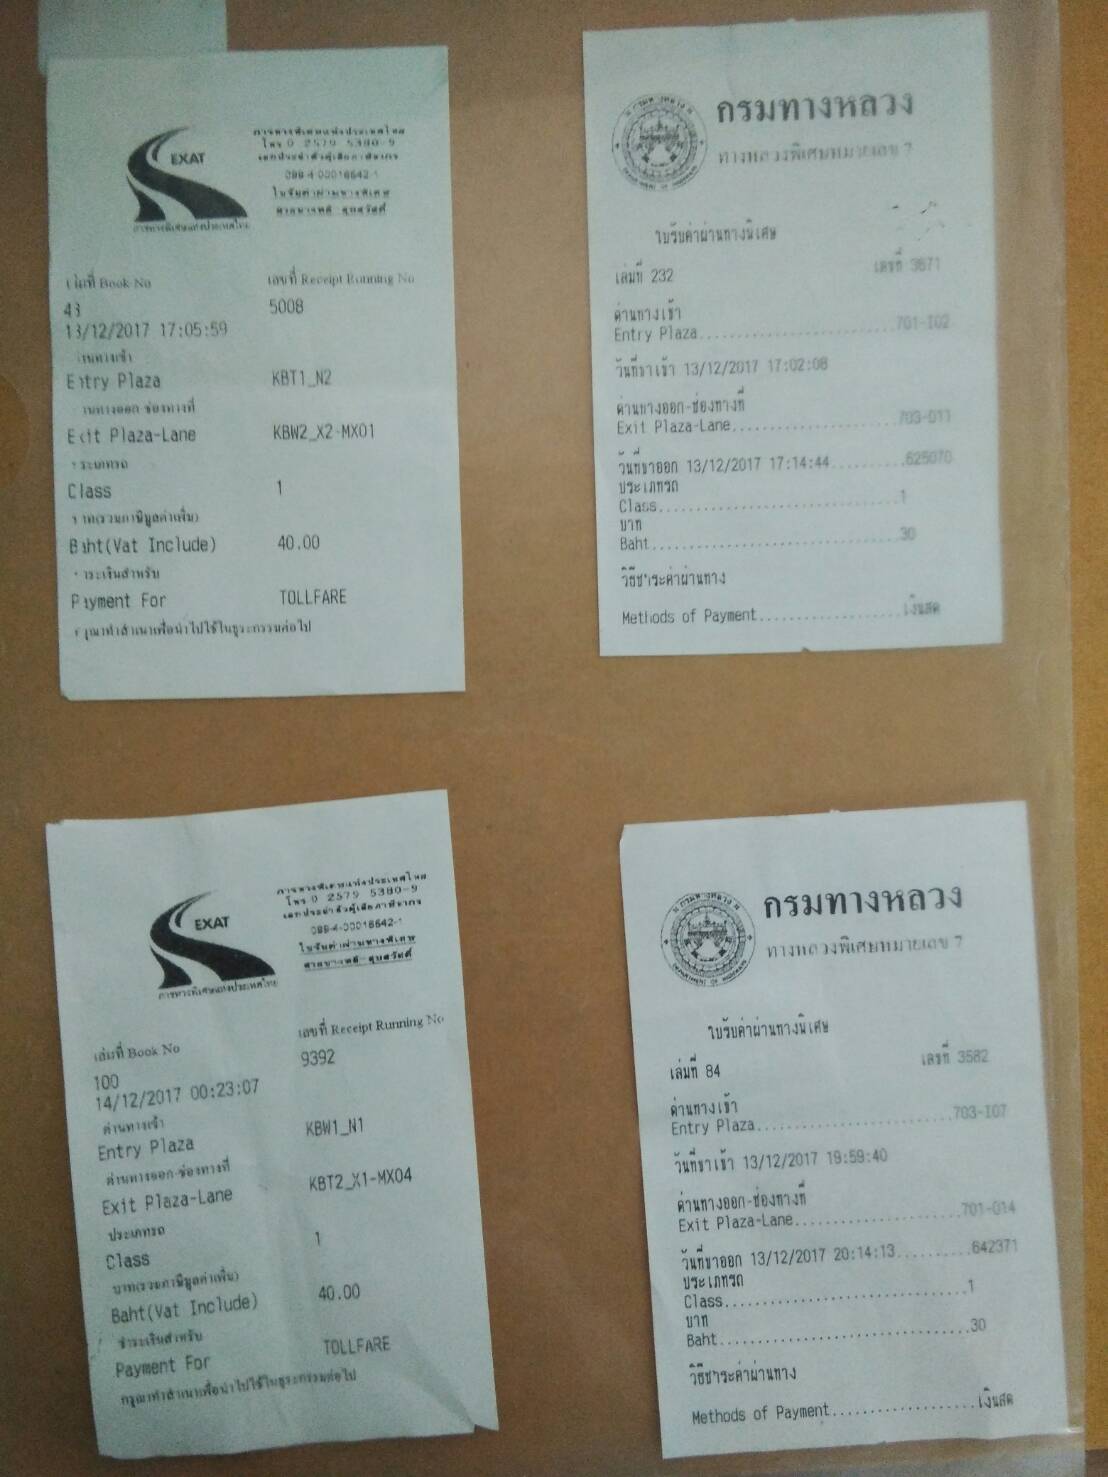 EXAT
การทางพิเศษแห่งประเทศไทย
การทางพิเศษแห่งประเทศไทย
โทร 0 2579 5380-9
เลขประจำตัวผู้เสียภาษีอากร
099-4-00016542-1
ใบรับค่าผ่านทางพิเศษ
สายบางพลี-สุขสวัสดิ์
เล่มที่ Book No เลขที่ Receipt Running No
43 5008
13/12/2017 17:05:59
ด่านทางเข้า
Entry Plaza KBT1_N2
ด่านทางออก-ช่องทางที่
Exit Plaza-Lane KBW2_X2-MX01
ประเภทรถ
Class 1
บาท(รวมภาษีมูลค่าเพิ่ม)
Baht(Vat Include) 40.00
ชำระเงินสำหรับ
Payment For TOLLFARE
กรุณาทำสำเนาเพื่อนำไปใช้ในธุระกรรมต่อไป
กรมทางหลวง
ทางหลวงพิเศษหมายเลข 7
ใบรับค่าผ่านทางพิเศษ
เล่มที่ 232 เลขที่ 3671
ด่านทางเข้า
Entry Plaza..........................701-I02
วันที่ขาเข้า 13/12/2017 17:02:08
ด่านทางออก-ช่องทางที่
Exit Plaza-Lane......................703-O11
วันที่ขาออก 13/12/2017 17:14:44..........625070
ประเภทรถ
Class................................1
บาท
Baht.................................30
วิธีชำระค่าผ่านทาง
Methods of Payment...................เงินสด
EXAT
การทางพิเศษแห่งประเทศไทย
การทางพิเศษแห่งประเทศไทย
โทร 0 2579 5380-9
เลขประจำตัวผู้เสียภาษีอากร
099-4-00016542-1
ใบรับค่าผ่านทางพิเศษ
สายบางพลี-สุขสวัสดิ์
เล่มที่ Book No เลขที่ Receipt Running No
100 9392
14/12/2017 00:23:07
ด่านทางเข้า
Entry Plaza KBW1_N1
ด่านทางออก-ช่องทางที่
Exit Plaza-Lane KBT2_X1-MX04
ประเภทรถ
Class 1
บาท(รวมภาษีมูลค่าเพิ่ม)
Baht(Vat Include) 40.00
ชำระเงินสำหรับ
Payment For TOLLFARE
กรุณาทำสำเนาเพื่อนำไปใช้ในธุระกรรมต่อไป
กรมทางหลวง
ทางหลวงพิเศษหมายเลข 7
ใบรับค่าผ่านทางพิเศษ
เล่มที่ 84 เลขที่ 3582
ด่านทางเข้า
Entry Plaza..........................703-I07
วันที่ขาเข้า 13/12/2017 19:59:40
ด่านทางออก-ช่องทางที่
Exit Plaza-Lane......................701-O14
วันที่ขาออก 13/12/2017 20:14:13..........642371
ประเภทรถ
Class................................1
บาท
Baht.................................30
วิธีชำระค่าผ่านทาง
Methods of Payment...................เงินสด